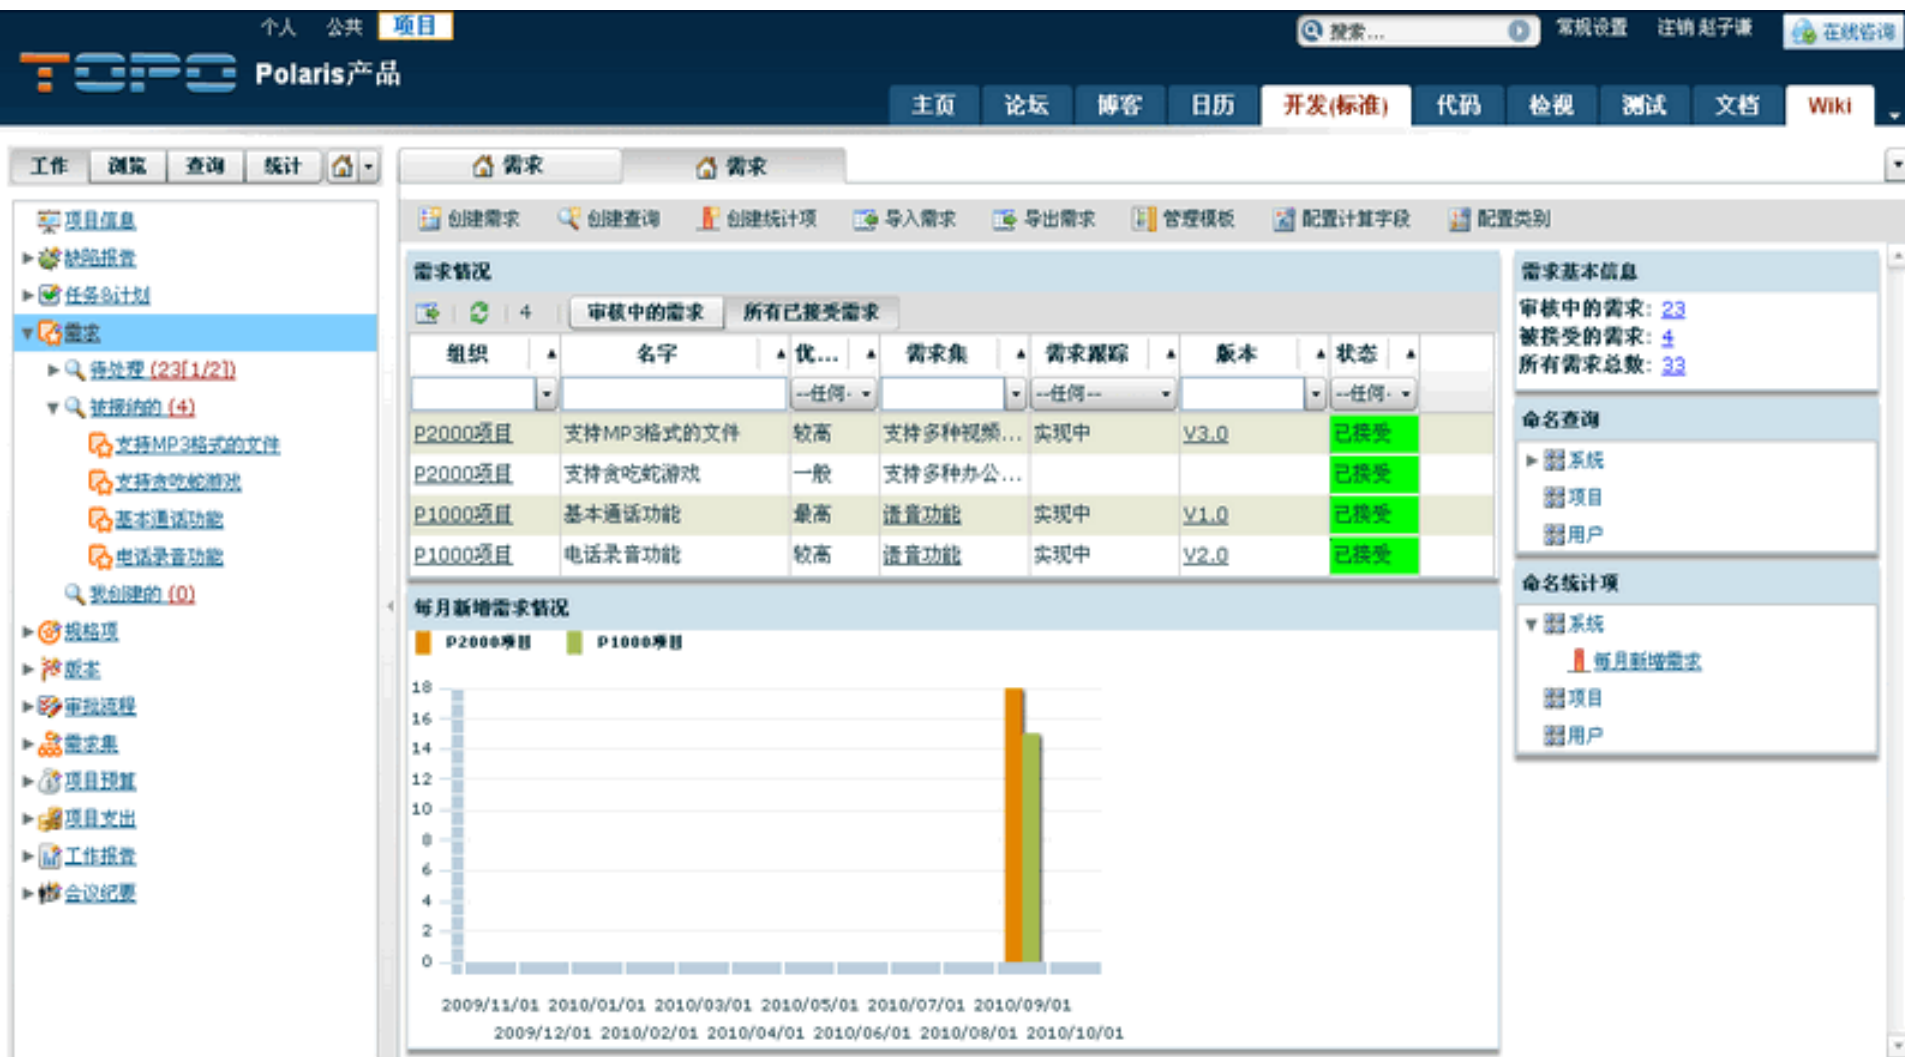 个人 公共 项目 搜索... 常规设置 注销 赵子谦 在线咨询
TOPO Polaris产品
主页 论坛 博客 日历 开发(标准) 代码 检视 测试 文档 Wiki
工作 浏览 查询 统计
项目信息
缺陷报告
任务&计划
需求
待处理 (23[1/2])
被接纳的 (4)
支持MP3格式的文件
支持贪吃蛇游戏
基本通话功能
电话录音功能
我创建的 (0)
规格项
版本
审批流程
需求集
项目预算
项目支出
工作报告
会议纪要
需求 需求
创建需求 创建查询 创建统计项 导入需求 导出需求 管理模板 配置计算字段 配置类别
需求情况
4 审核中的需求 所有已接受需求
组织 名字 优... 需求集 需求跟踪 版本 状态
--任何- --任何-- --任何-
P2000项目 支持MP3格式的文件 较高 支持多种视频... 实现中 V3.0 已接受
P2000项目 支持贪吃蛇游戏 一般 支持多种办公... 已接受
P1000项目 基本通话功能 最高 语音功能 实现中 V1.0 已接受
P1000项目 电话录音功能 较高 语音功能 实现中 V2.0 已接受
每月新增需求情况
P2000项目 P1000项目
18
16
14
12
10
8
6
4
2
0
2009/11/01 2010/01/01 2010/03/01 2010/05/01 2010/07/01 2010/09/01
2009/12/01 2010/02/01 2010/04/01 2010/06/01 2010/08/01 2010/10/01
需求基本信息
审核中的需求: 23
被接受的需求: 4
所有需求总数: 33
命名查询
系统
项目
用户
命名统计项
系统
每月新增需求
项目
用户